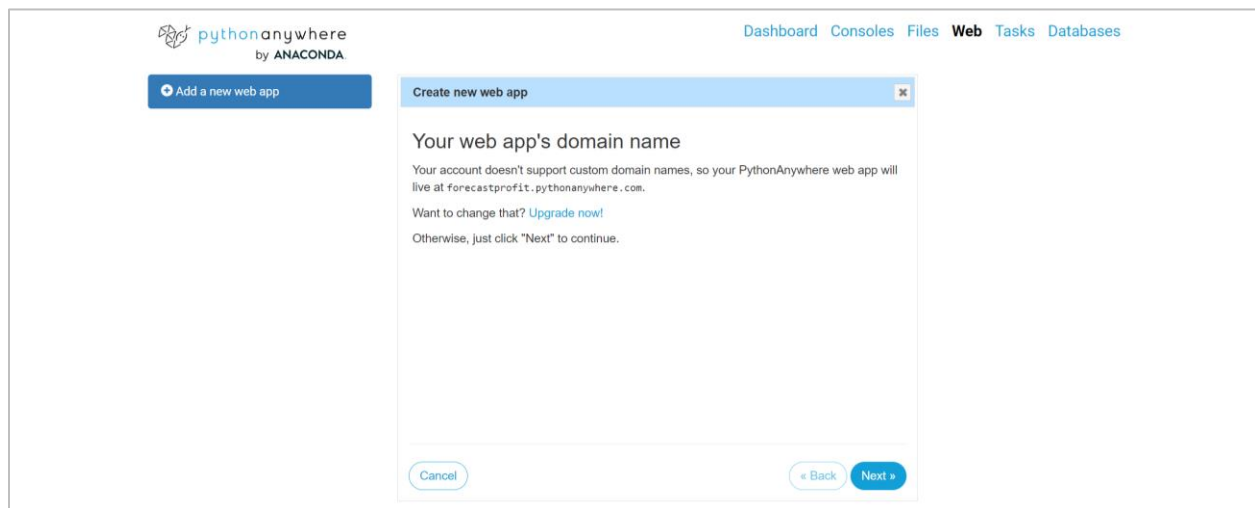 pythonanywhere
by ANACONDA.
Dashboard Consoles Files Web Tasks Databases
Add a new web app
Create new web app
Your web app's domain name
Your account doesn't support custom domain names, so your PythonAnywhere web app will
live at forecastprofit.pythonanywhere.com.
Want to change that? Upgrade now!
Otherwise, just click "Next" to continue.
Cancel
« Back
Next »